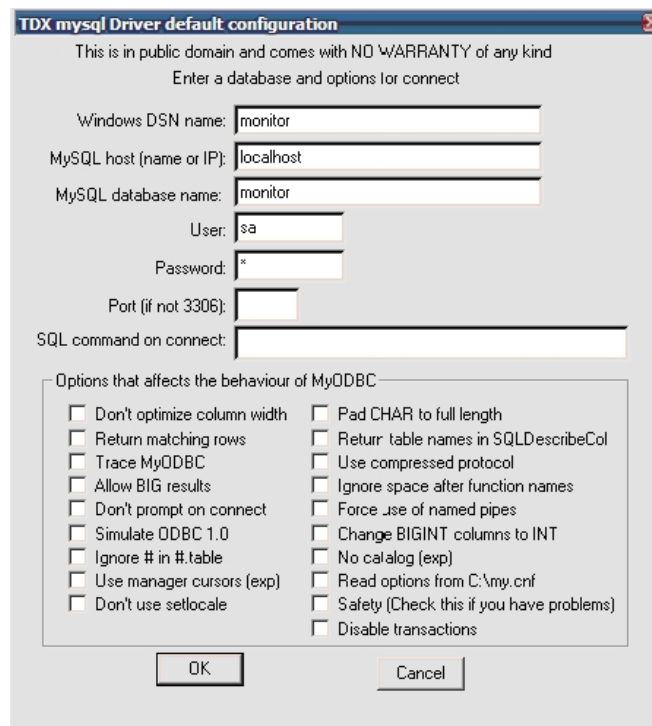 TDX mysql Driver default configuration
This is in public domain and comes with NO WARRANTY of any kind
Enter a database and options for connect
Windows DSN name: monitor
MySQL host (name or IP): localhost
MySQL database name: monitor
User: sa
Password: *
Port (if not 3306):
SQL command on connect:
Options that affects the behaviour of MyODBC
Don't optimize column width
Return matching rows
Trace MyODBC
Allow BIG results
Don't prompt on connect
Simulate ODBC 1.0
Ignore # in #.table
Use manager cursors (exp)
Don't use setlocale
Pad CHAR to full length
Return table names in SQLDescribeCol
Use compressed protocol
Ignore space after function names
Force use of named pipes
Change BIGINT columns to INT
No catalog (exp)
Read options from C:\my.cnf
Safety (Check this if you have problems)
Disable transactions
OK
Cancel